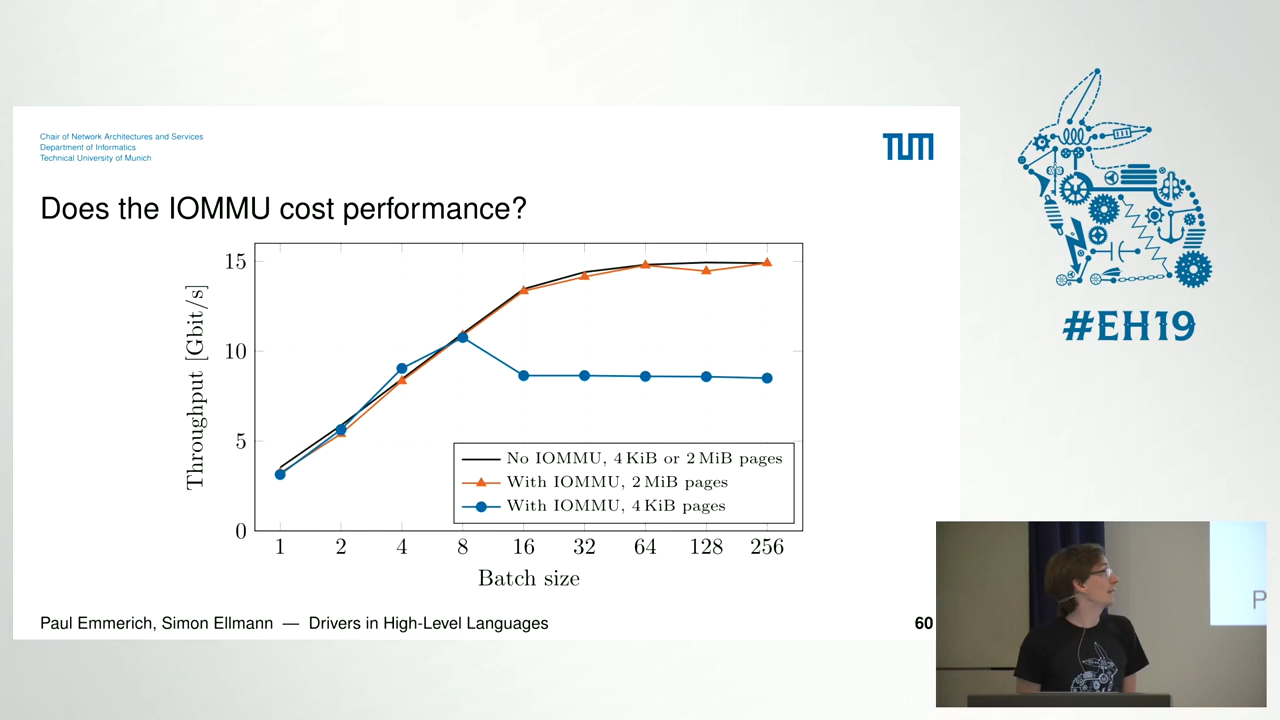 Chair of Network Architectures and Services
Department of Informatics
Technical University of Munich
TUM
Does the IOMMU cost performance?
Throughput [Gbit/s]
15
10
5
0
1 2 4 8 16 32 64 128 256
Batch size
No IOMMU, 4 KiB or 2 MiB pages
With IOMMU, 2 MiB pages
With IOMMU, 4 KiB pages
Paul Emmerich, Simon Ellmann — Drivers in High-Level Languages
60
#EH19
P